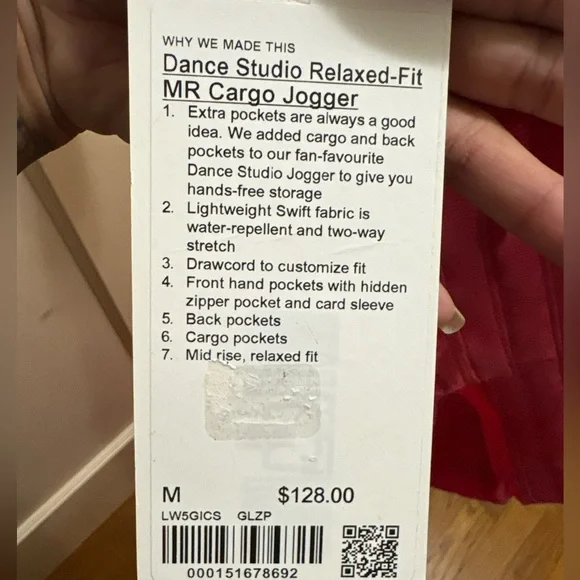 WHY WE MADE THIS
Dance Studio Relaxed-Fit
MR Cargo Jogger
1. Extra pockets are always a good
idea. We added cargo and back
pockets to our fan-favourite
Dance Studio Jogger to give you
hands-free storage
2. Lightweight Swift fabric is
water-repellent and two-way
stretch
3. Drawcord to customize fit
4. Front hand pockets with hidden
zipper pocket and card sleeve
5. Back pockets
6. Cargo pockets
7. Mid rise, relaxed fit
M $128.00
LW5GICS GLZP
000151678692